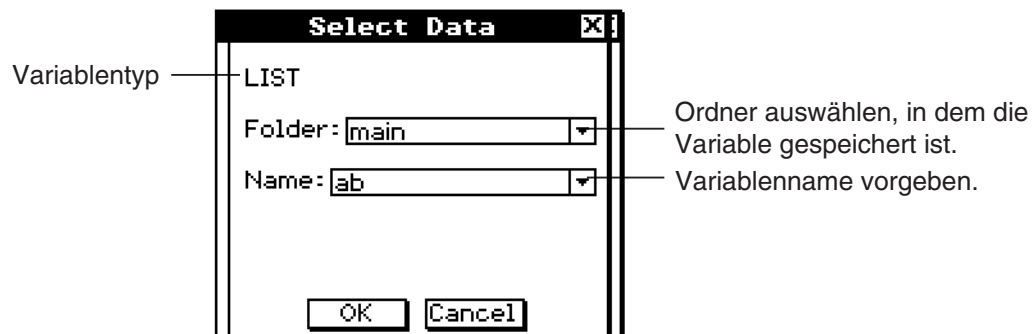 Select Data
Variablentyp
LIST
Folder: main
Ordner auswählen, in dem die
Variable gespeichert ist.
Name: ab
Variablenname vorgeben.
OK Cancel